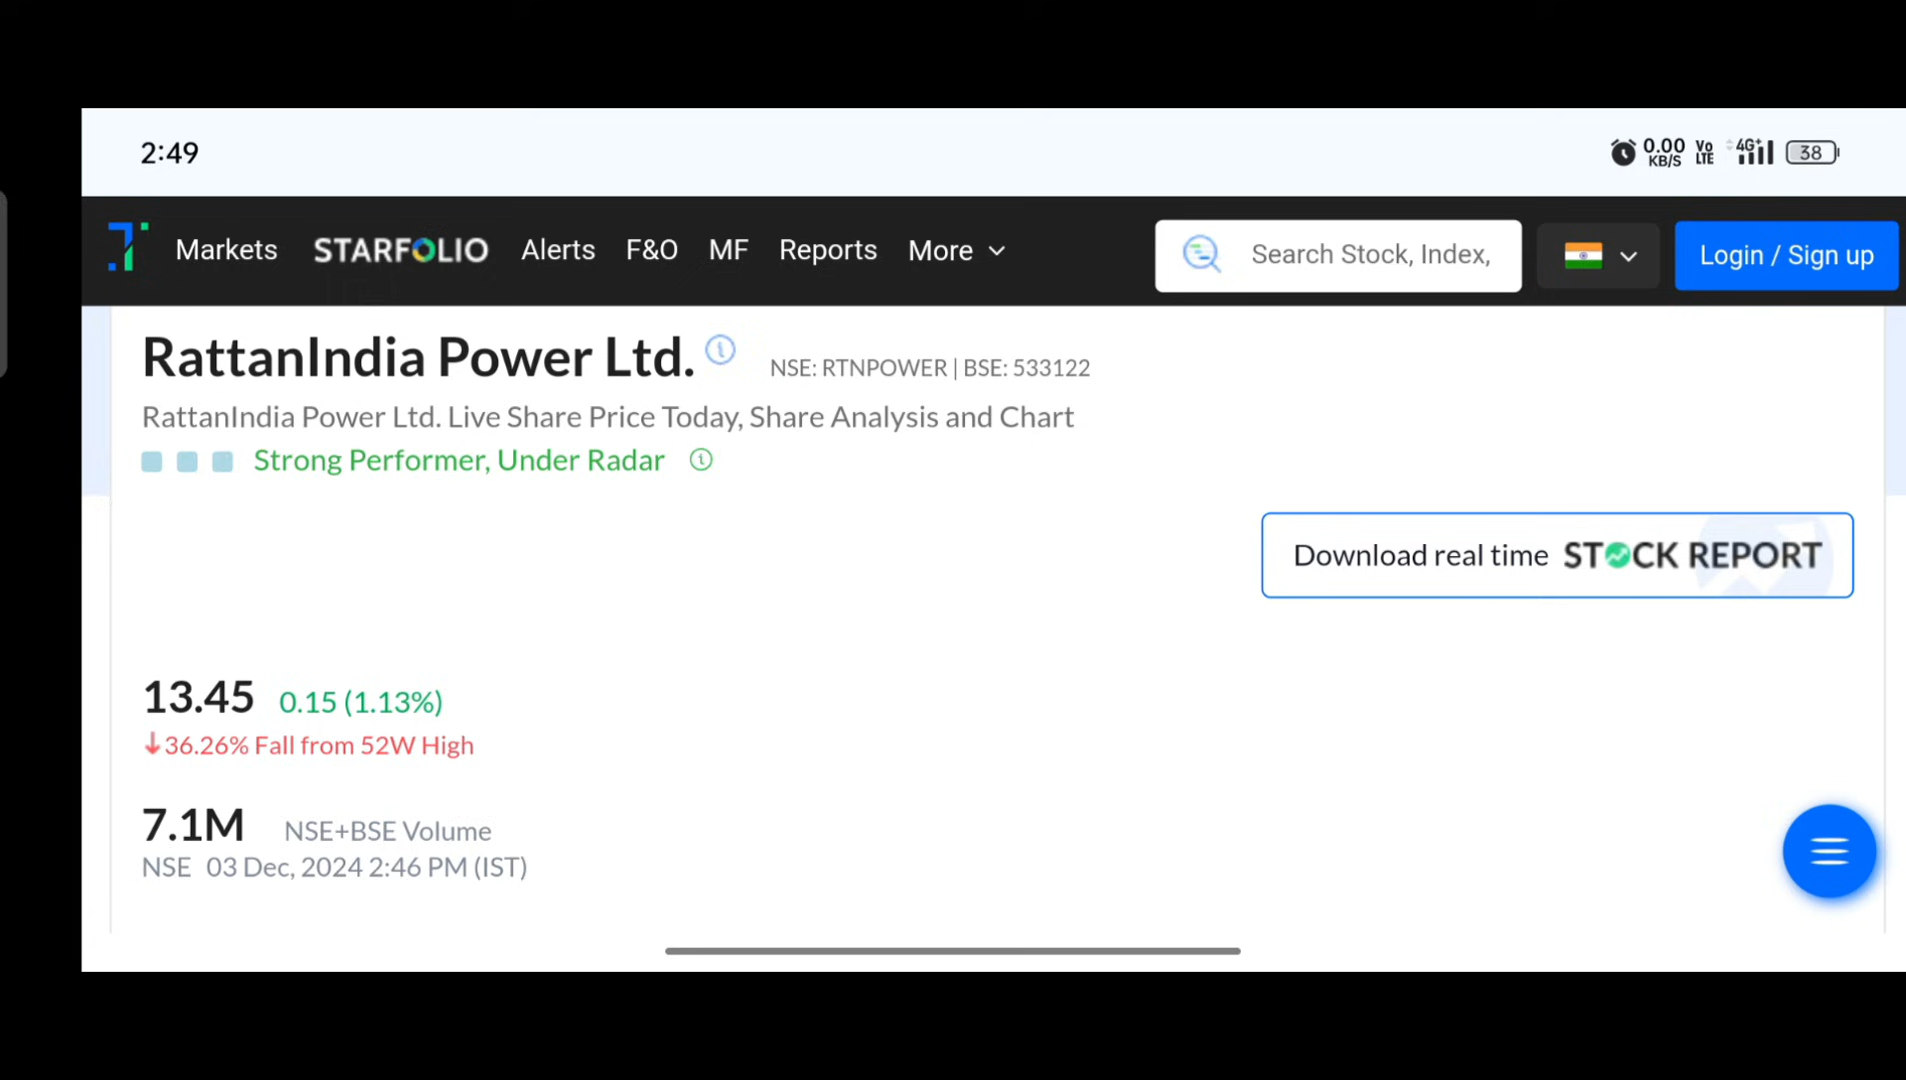 2:49
0.00 KB/S Vo LTE 4G+ 38
Markets STARFOLIO Alerts F&O MF Reports More Search Stock, Index, Login / Sign up
RattanIndia Power Ltd. NSE: RTNPOWER | BSE: 533122
RattanIndia Power Ltd. Live Share Price Today, Share Analysis and Chart
Strong Performer, Under Radar
Download real time STOCK REPORT
13.45 0.15 (1.13%)
↓36.26% Fall from 52W High
7.1M NSE+BSE Volume
NSE 03 Dec, 2024 2:46 PM (IST)